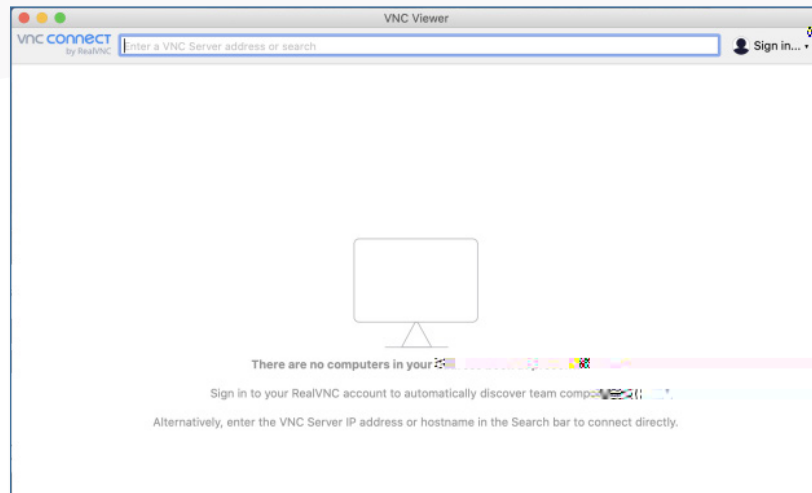 VNC Viewer
vnc connect
by RealVNC
Enter a VNC Server address or search
Sign in...
There are no computers in your
Sign in to your RealVNC account to automatically discover team
Alternatively, enter the VNC Server IP address or hostname in the Search bar to connect directly.